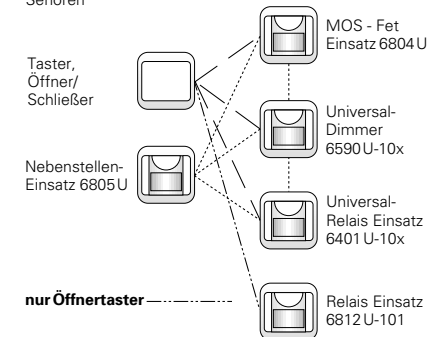 Sensoren
MOS - Fet
Einsatz 6804 U
Taster,
Öffner/
Schließer
Universal-
Dimmer
6590 U-10x
Nebenstellen-
Einsatz 6805 U
Universal-
Relais Einsatz
6401 U-10x
nur Öffnertaster
Relais Einsatz
6812 U-101